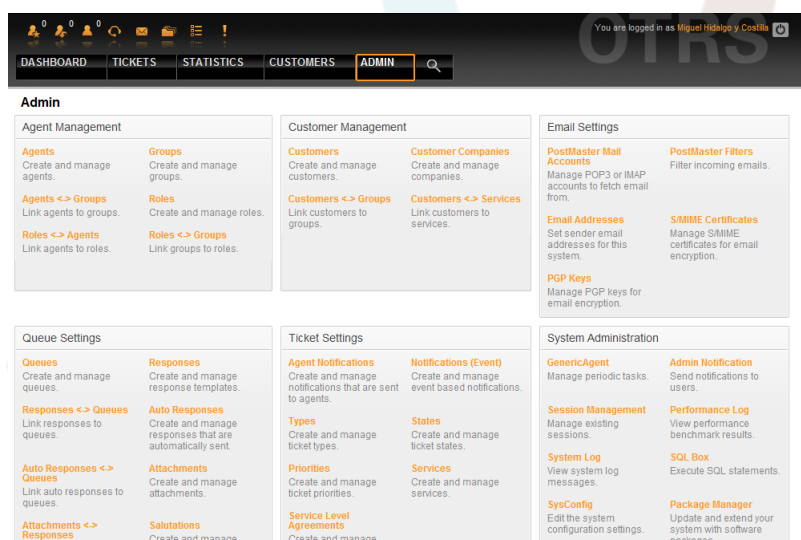 0 0 0
You are logged in as Miguel Hidalgo y Costilla
OTRS
DASHBOARD TICKETS STATISTICS CUSTOMERS ADMIN
Admin
Agent Management
Agents
Create and manage
agents.
Groups
Create and manage
groups.
Agents <-> Groups
Link agents to groups.
Roles
Create and manage roles.
Roles <-> Agents
Link agents to roles.
Roles <-> Groups
Link groups to roles.
Customer Management
Customers
Create and manage
customers.
Customer Companies
Create and manage
companies.
Customers <-> Groups
Link customers to
groups.
Customers <-> Services
Link customers to
services.
Email Settings
PostMaster Mail
Accounts
Manage POP3 or IMAP
accounts to fetch email
from.
PostMaster Filters
Filter incoming emails.
Email Addresses
Set sender email
addresses for this
system.
S/MIME Certificates
Manage S/MIME
certificates for email
encryption.
PGP Keys
Manage PGP keys for
email encryption.
Queue Settings
Queues
Create and manage
queues.
Responses
Create and manage
response templates.
Responses <-> Queues
Link responses to
queues.
Auto Responses
Create and manage
responses that are
automatically sent.
Auto Responses <->
Queues
Link auto responses to
queues.
Attachments
Create and manage
attachments.
Attachments <->
Responses
Salutations
Create and manage
Ticket Settings
Agent Notifications
Create and manage
notifications that are sent
to agents.
Notifications (Event)
Create and manage
event based notifications.
Types
Create and manage
ticket types.
States
Create and manage
ticket states.
Priorities
Create and manage
ticket priorities.
Services
Create and manage
services.
Service Level
Agreements
Create and manage
System Administration
GenericAgent
Manage periodic tasks.
Admin Notification
Send notifications to
users.
Session Management
Manage existing
sessions.
Performance Log
View performance
benchmark results.
System Log
View system log
messages.
SQL Box
Execute SQL statements.
SysConfig
Edit the system
configuration settings.
Package Manager
Update and extend your
system with software
packages.